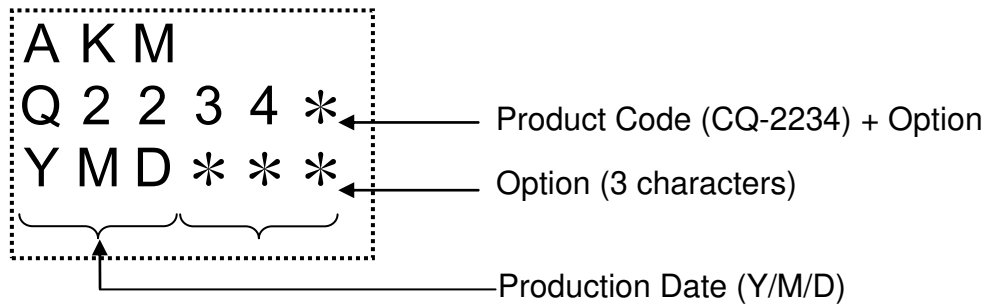 A K M
Q 2 2 3 4 * Product Code (CQ-2234) + Option
Y M D * * * Option (3 characters)
Production Date (Y/M/D)